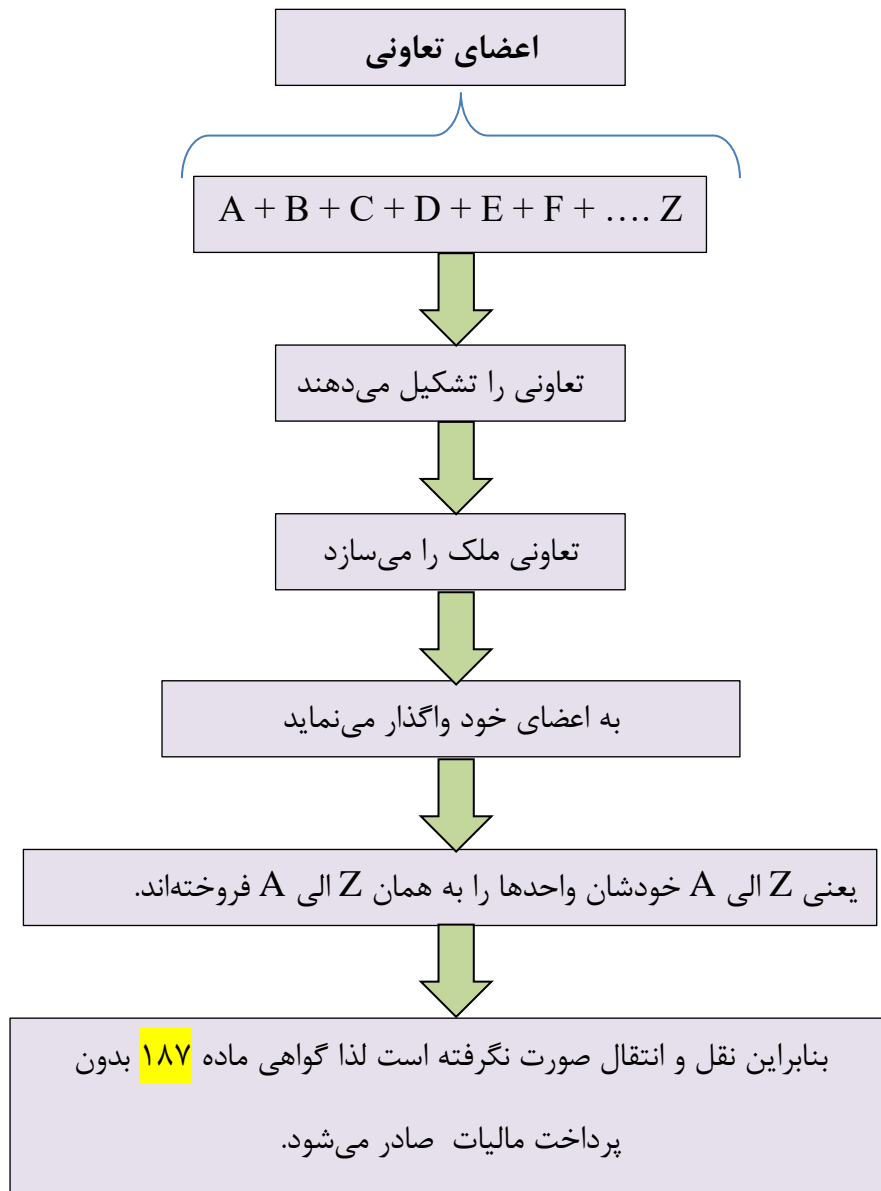 اعضای تعاونی
A + B + C + D + E + F + …. Z
تعاونی را تشکیل می‌دهند
تعاونی ملک را می‌سازد
به اعضای خود واگذار می‌نماید
یعنی Z الی A خودشان واحدها را به همان Z الی A فروخته‌اند.
بنابراین نقل و انتقال صورت نگرفته است لذا گواهی ماده ۱۸۷ بدون
پرداخت مالیات صادر می‌شود.